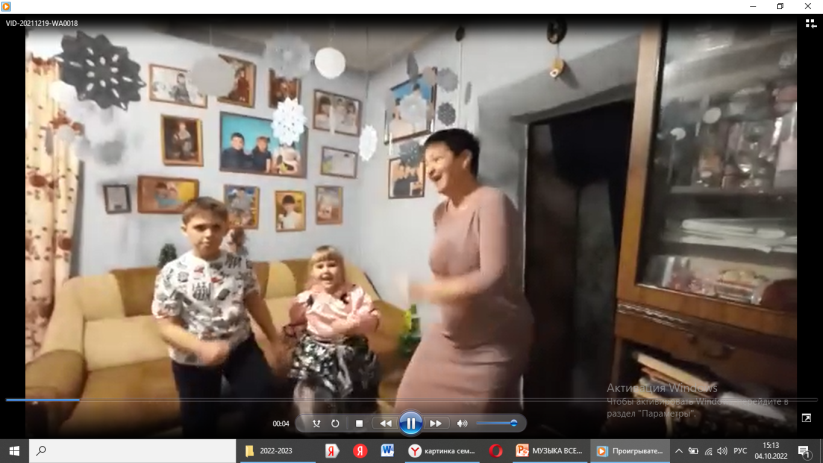 VID-20211219-WA0018
Активация Windows
Чтобы активировать Windows, перейдите в
раздел "Параметры".
00:04
2022-2023
картинка сем...
МУЗЫКА ВСЕ...
Проигрывате...
РУС
15:13
04.10.2022